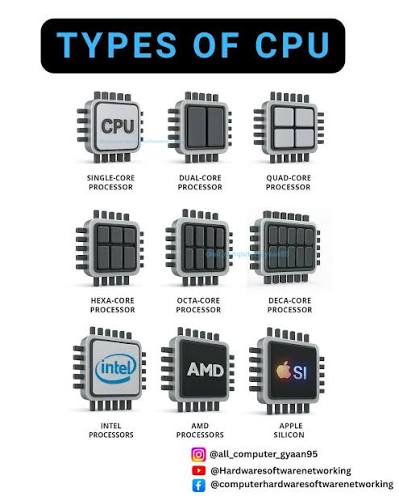 TYPES OF CPU
CPU
SINGLE-CORE
PROCESSOR
DUAL-CORE
PROCESSOR
QUAD-CORE
PROCESSOR
HEXA-CORE
PROCESSOR
OCTA-CORE
PROCESSOR
DECA-CORE
PROCESSOR
intel
AMD
SI
INTEL
PROCESSORS
AMD
PROCESSORS
APPLE
SILICON
@all_computer_gyaan95
@Hardwaresoftwarenetworking
@computerhardwaresoftwarenetworking